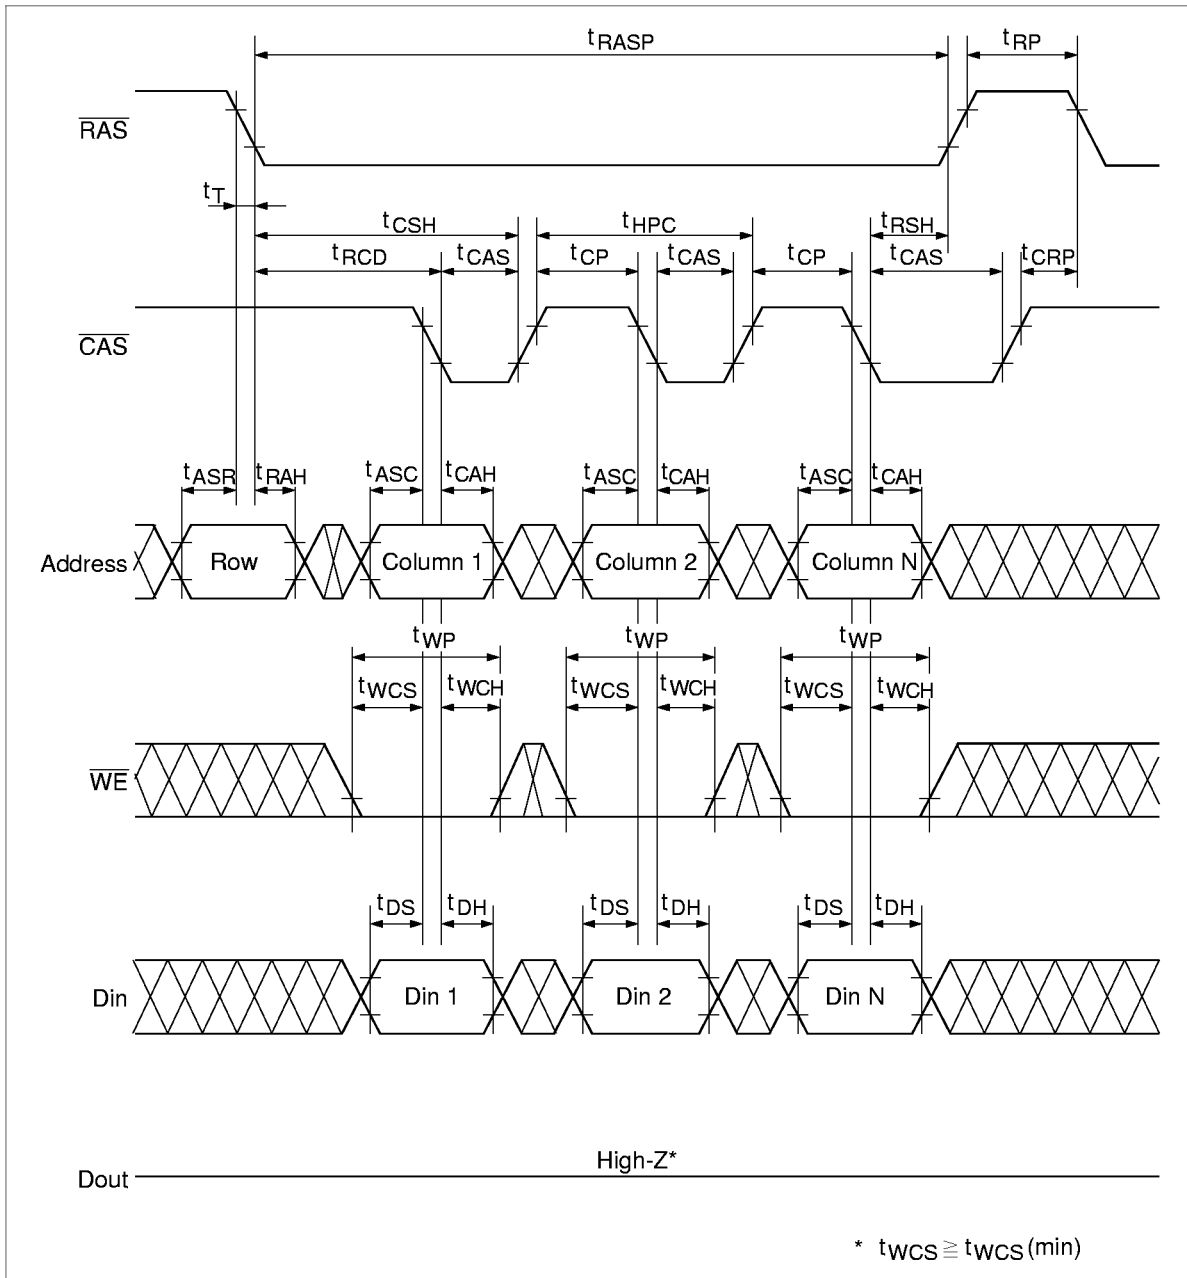 tRASP tRP
RAS
tT
tCSH tHPC tRSH
tRCD tCAS tCP tCAS tCP tCAS tCRP
CAS
tASR tRAH tASC tCAH tASC tCAH tASC tCAH
Address Row Column 1 Column 2 Column N
tWP tWP tWP
tWCS tWCH tWCS tWCH tWCS tWCH
WE
tDS tDH tDS tDH tDS tDH
Din Din 1 Din 2 Din N
High-Z*
Dout
* tWCS ≧ tWCS(min)